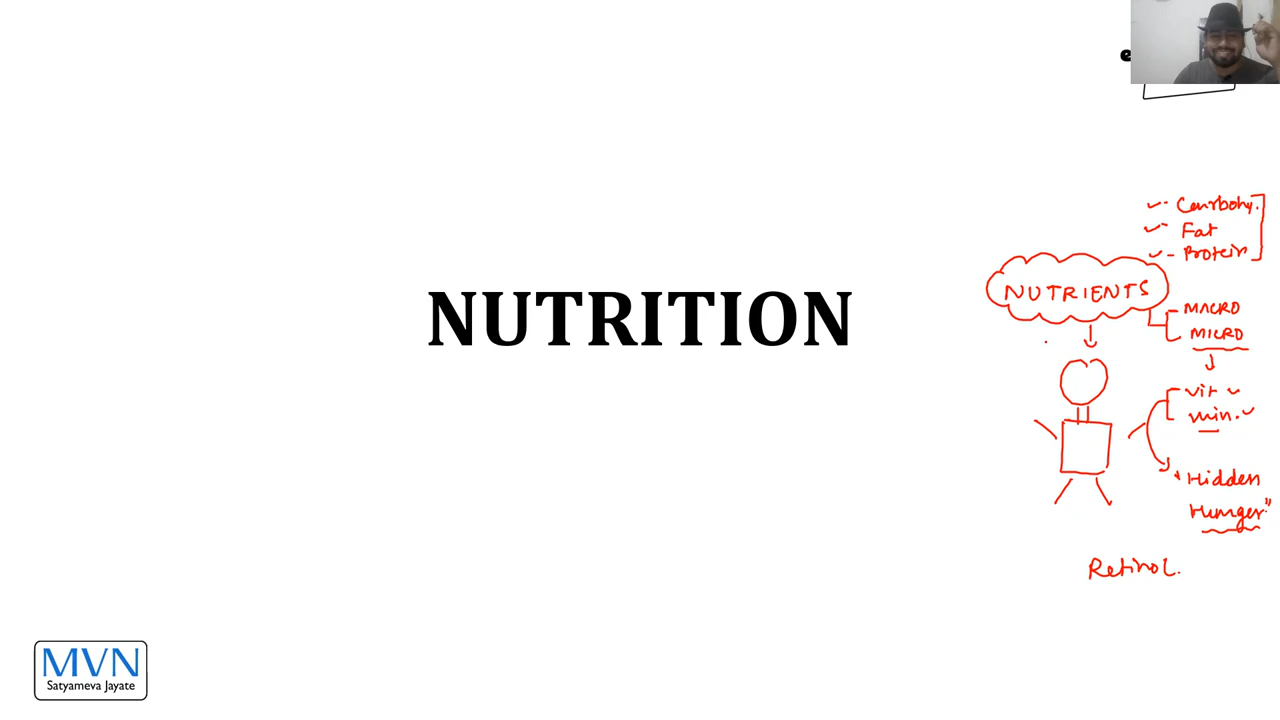 e
Carbohy.
Fat
Protein
NUTRIENTS
MACRO
MICRO
NUTRITION
Vit
min.
"Hidden
Hunger"
Retinol.
MVN
Satyameva Jayate